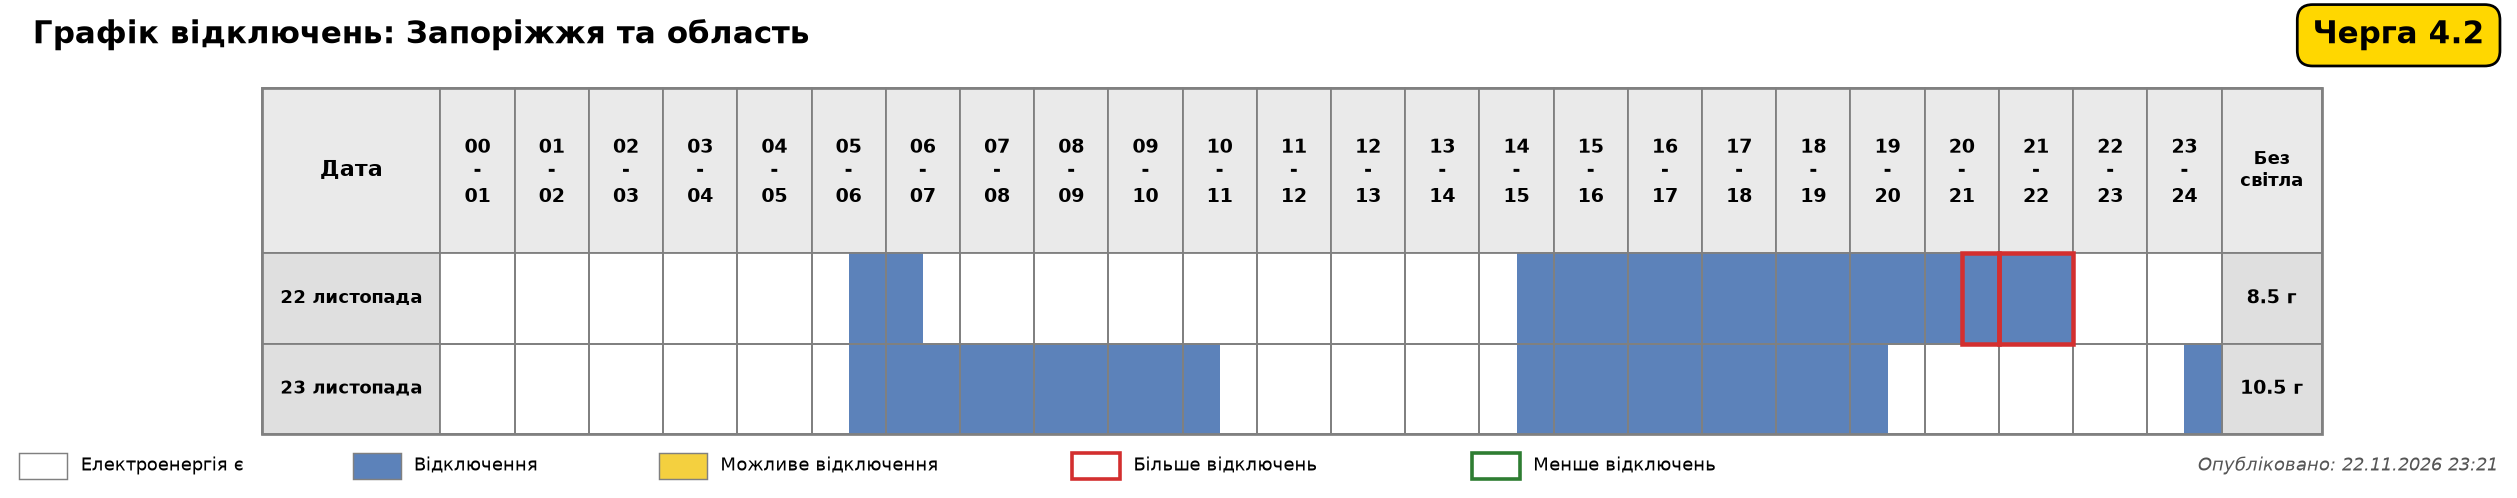 Графік відключень: Запоріжжя та область
Черга 4.2
Дата
00 - 01
01 - 02
02 - 03
03 - 04
04 - 05
05 - 06
06 - 07
07 - 08
08 - 09
09 - 10
10 - 11
11 - 12
12 - 13
13 - 14
14 - 15
15 - 16
16 - 17
17 - 18
18 - 19
19 - 20
20 - 21
21 - 22
22 - 23
23 - 24
Без
світла
22 листопада
8.5 г
23 листопада
10.5 г
Електроенергія є
Відключення
Можливе відключення
Більше відключень
Менше відключень
Опубліковано: 22.11.2026 23:21